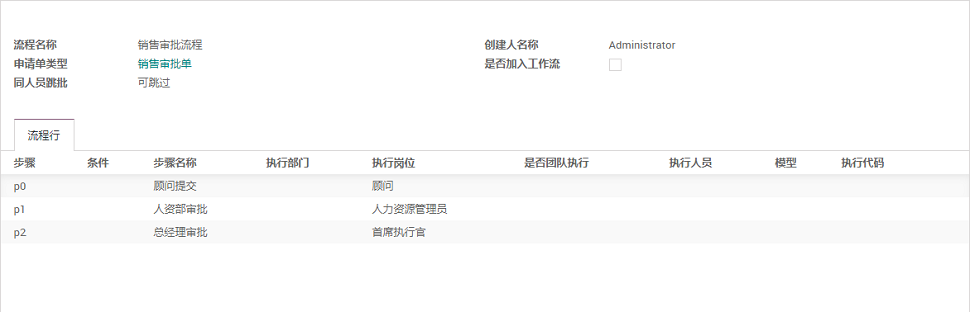 流程名称 销售审批流程 创建人名称 Administrator
申请单类型 销售审批单 是否加入工作流
同人员跳批 可跳过
流程行
步骤 条件 步骤名称 执行部门 执行岗位 是否团队执行 执行人员 模型 执行代码
p0 顾问提交 顾问
p1 人资部审批 人力资源管理员
p2 总经理审批 首席执行官